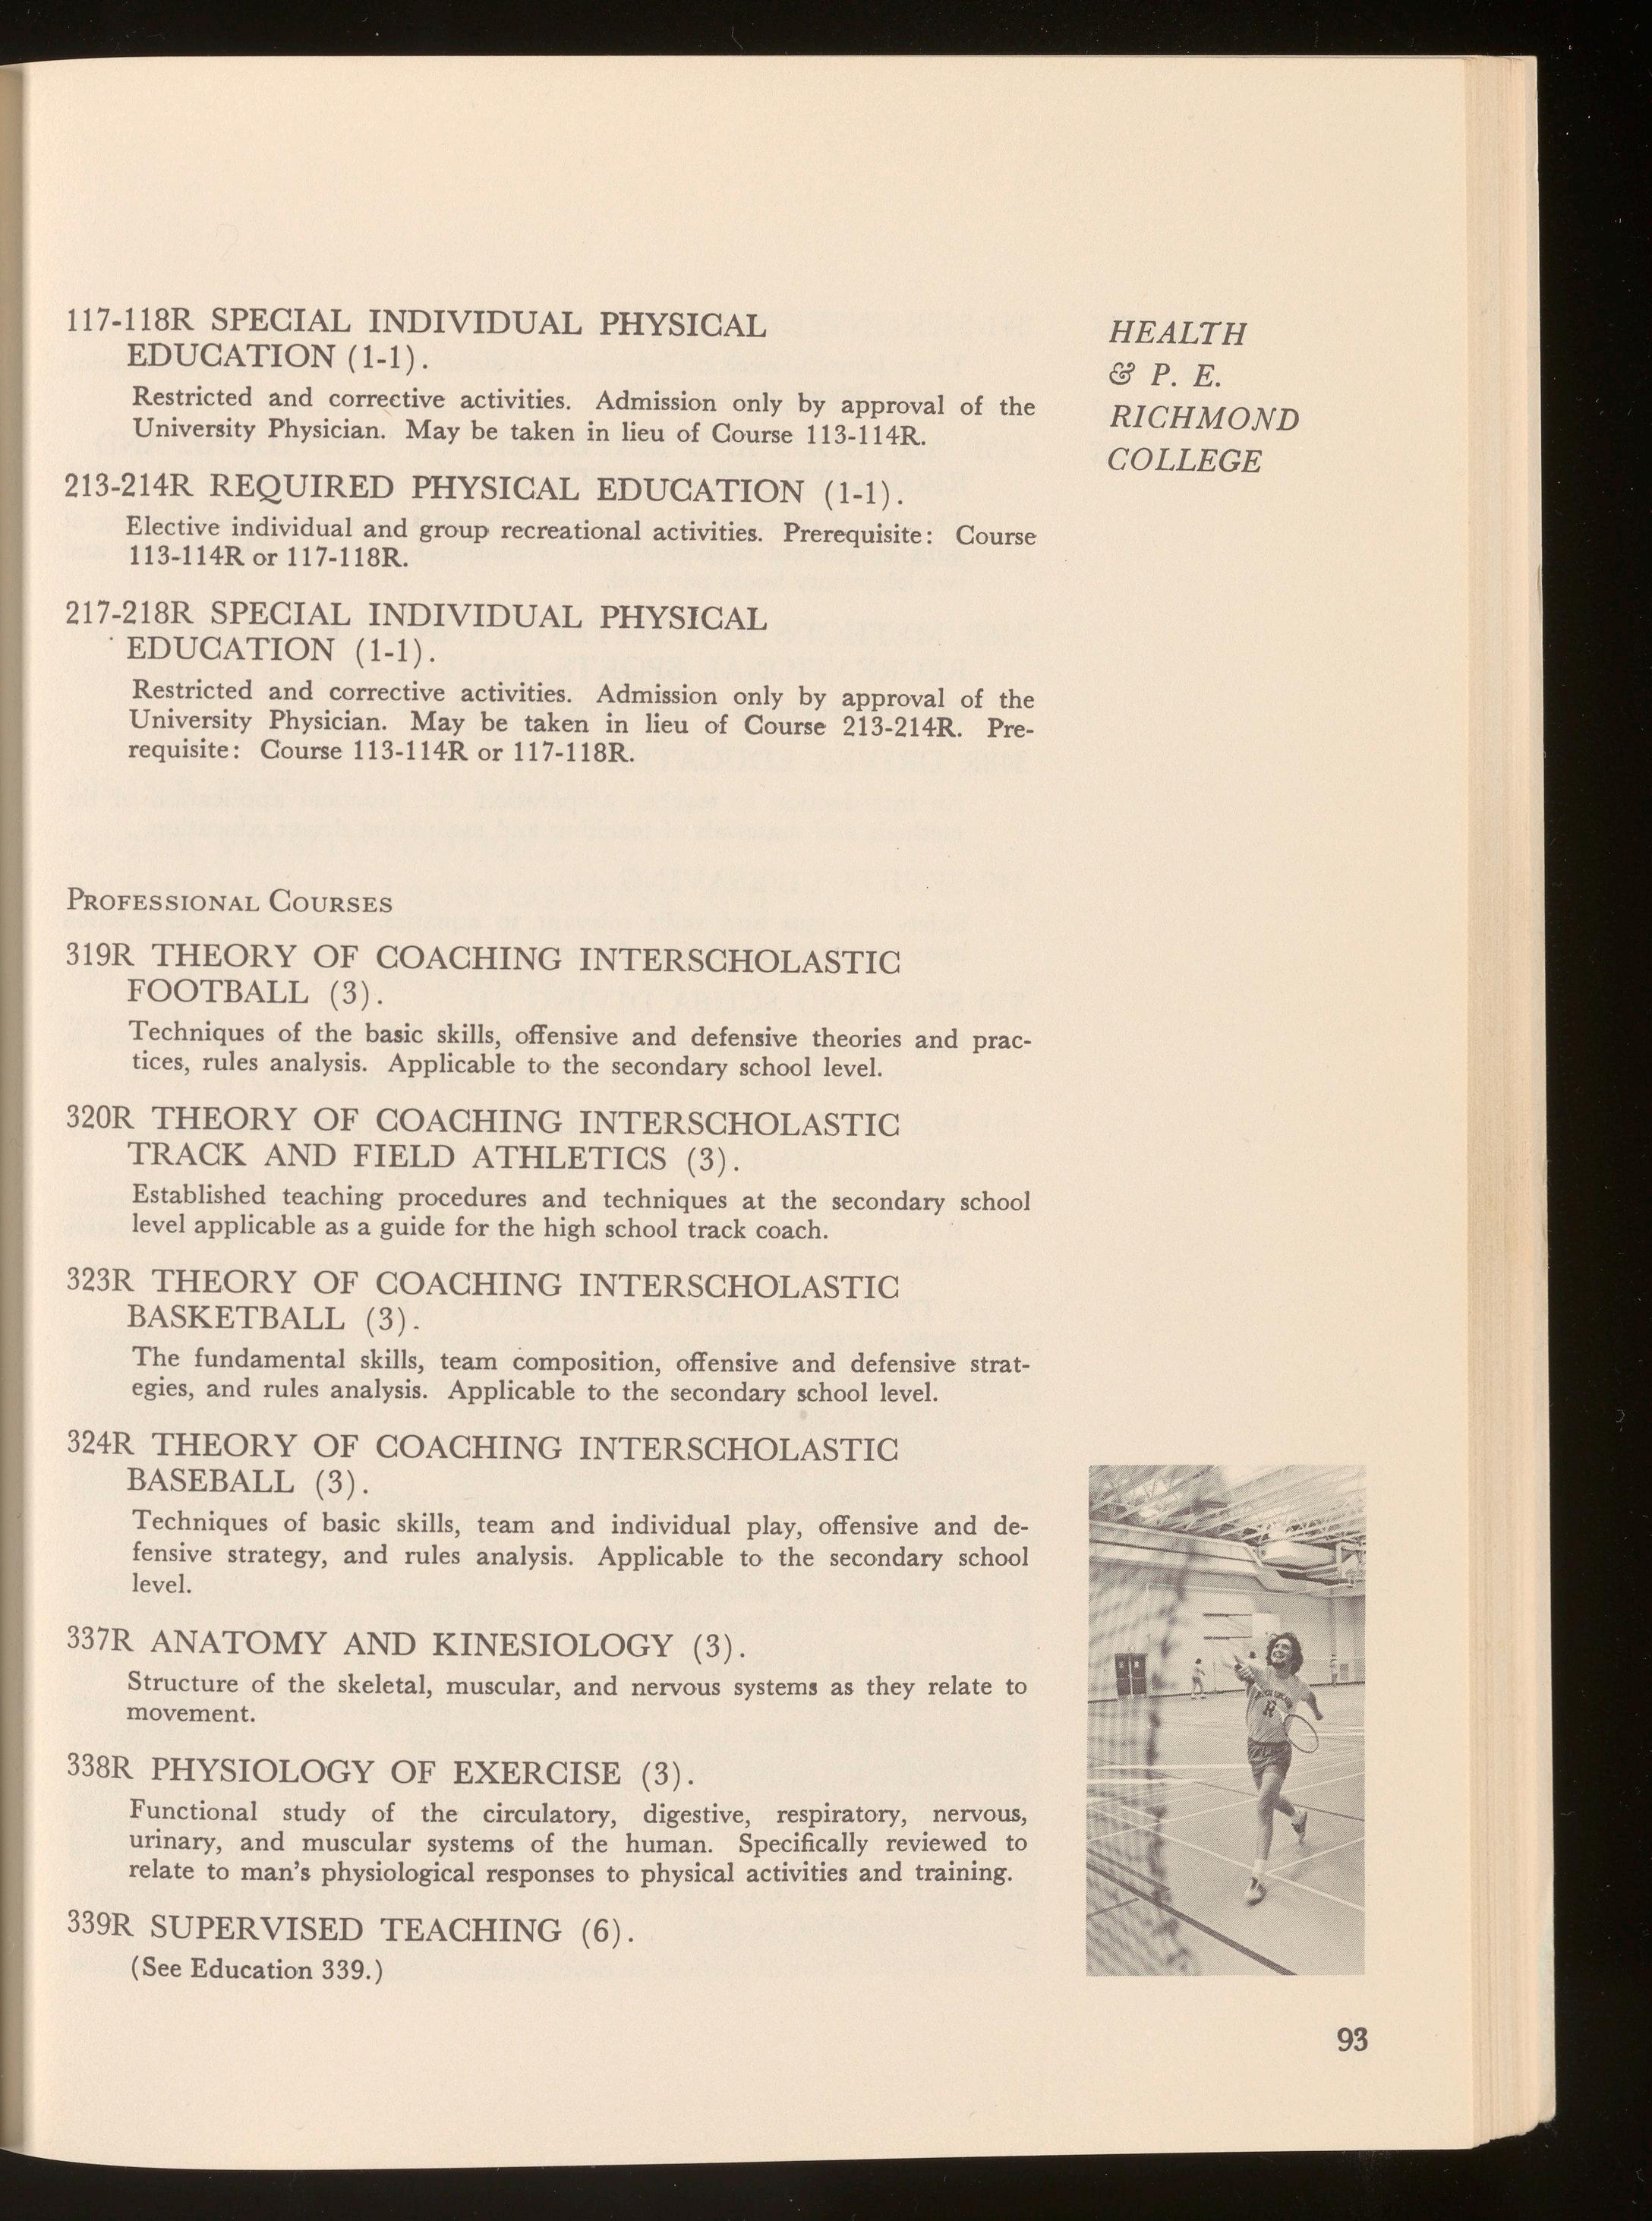 117-118R SPECIAL INDIVIDUAL PHYSICAL
EDUCATION (1-1).
Restricted and corrective activities. Admission only by approval of the
University Physician. May be taken in lieu of Course 113-114R.
213-214R REQUIRED PHYSICAL EDUCATION (1-1).
Elective individual and group recreational activities. Prerequisite: Course
113-114R or 117-118R.
217-218R SPECIAL INDIVIDUAL PHYSICAL
EDUCATION (1-1).
Restricted and corrective activities. Admission only by approval of the
University Physician. May be taken in lieu of Course 213-214R. Pre-
requisite: Course 113-114R or 117-118R.
PROFESSIONAL COURSES
319R THEORY OF COACHING INTERSCHOLASTIC
FOOTBALL (3).
Techniques of the basic skills, offensive and defensive theories and prac-
tices, rules analysis. Applicable to the secondary school level.
320R THEORY OF COACHING INTERSCHOLASTIC
TRACK AND FIELD ATHLETICS (3).
Established teaching procedures and techniques at the secondary school
level applicable as a guide for the high school track coach.
323R THEORY OF COACHING INTERSCHOLASTIC
BASKETBALL (3).
The fundamental skills, team composition, offensive and defensive strat-
egies, and rules analysis. Applicable to the secondary school level.
324R THEORY OF COACHING INTERSCHOLASTIC
BASEBALL (3).
Techniques of basic skills, team and individual play, offensive and de-
fensive strategy, and rules analysis. Applicable to the secondary school
level.
337R ANATOMY AND KINESIOLOGY (3).
Structure of the skeletal, muscular, and nervous systems as they relate to
movement.
338R PHYSIOLOGY OF EXERCISE (3).
Functional study of the circulatory, digestive, respiratory, nervous,
urinary, and muscular systems of the human. Specifically reviewed to
relate to man's physiological responses to physical activities and training.
339R SUPERVISED TEACHING (6).
(See Education 339.)
HEALTH
& P. E.
RICHMOND
COLLEGE
R
93